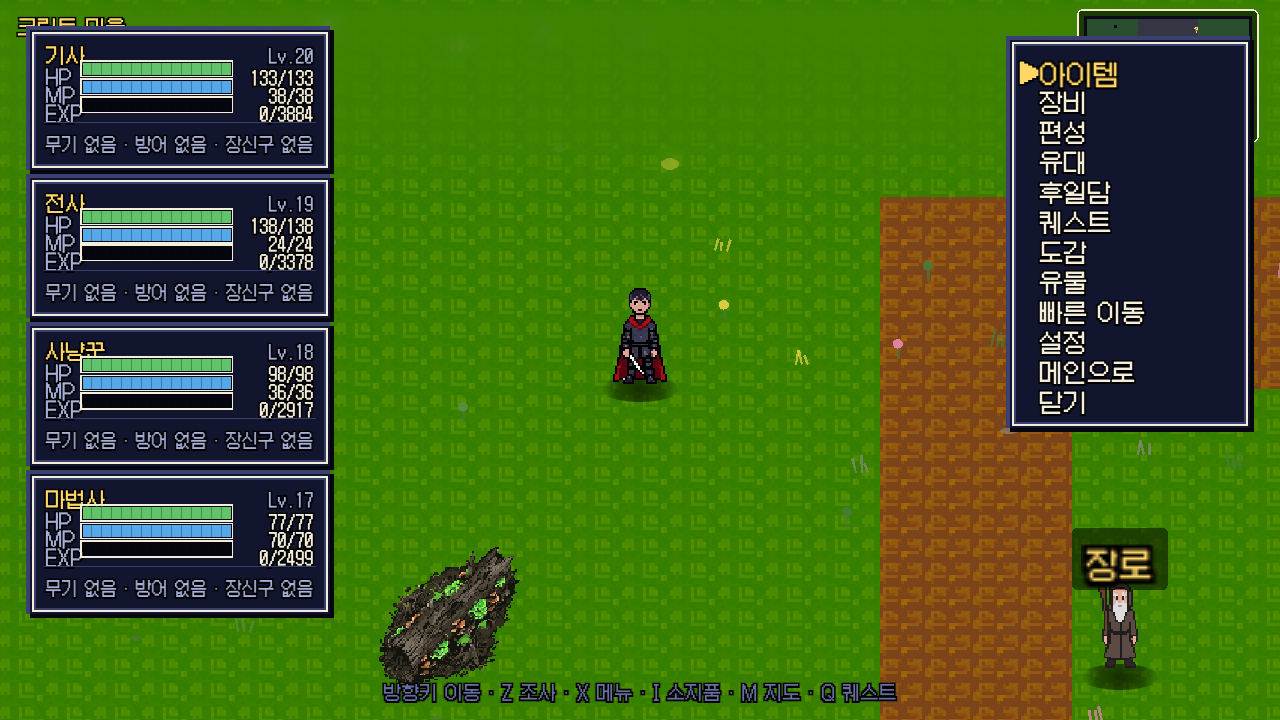 기사 Lv.20
HP 133/133
MP 38/38
EXP 0/3884
무기 없음 · 방어 없음 · 장신구 없음
전사 Lv.19
HP 138/138
MP 24/24
EXP 0/3378
무기 없음 · 방어 없음 · 장신구 없음
사냥꾼 Lv.18
HP 98/98
MP 36/36
EXP 0/2917
무기 없음 · 방어 없음 · 장신구 없음
마법사 Lv.17
HP 77/77
MP 70/70
EXP 0/2499
무기 없음 · 방어 없음 · 장신구 없음
▶아이템
장비
편성
유대
후일담
퀘스트
도감
유물
빠른 이동
설정
메인으로
닫기
장로
방향키 이동 · Z 조사 · X 메뉴 · I 소지품 · M 지도 · Q 퀘스트